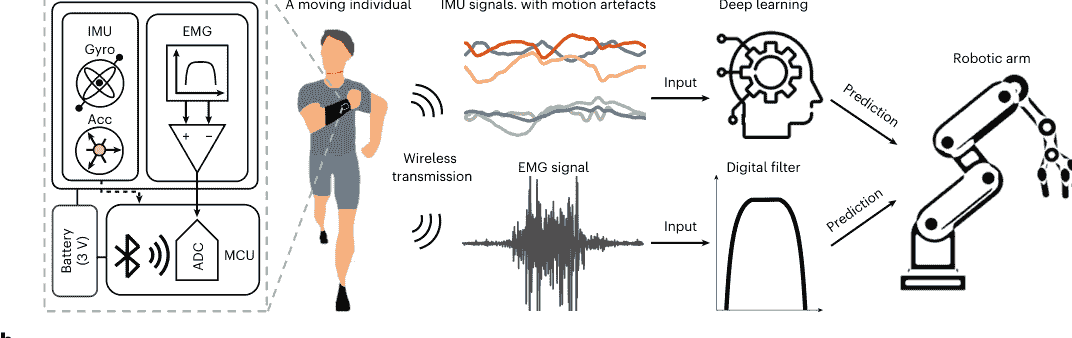 A moving individual
IMU signals. with motion artefacts
Deep learning
IMU
Gyro
Acc
EMG
+ −
Battery
(3 V)
ADC
MCU
Wireless
transmission
EMG signal
Input
Input
Digital filter
Prediction
Prediction
Robotic arm